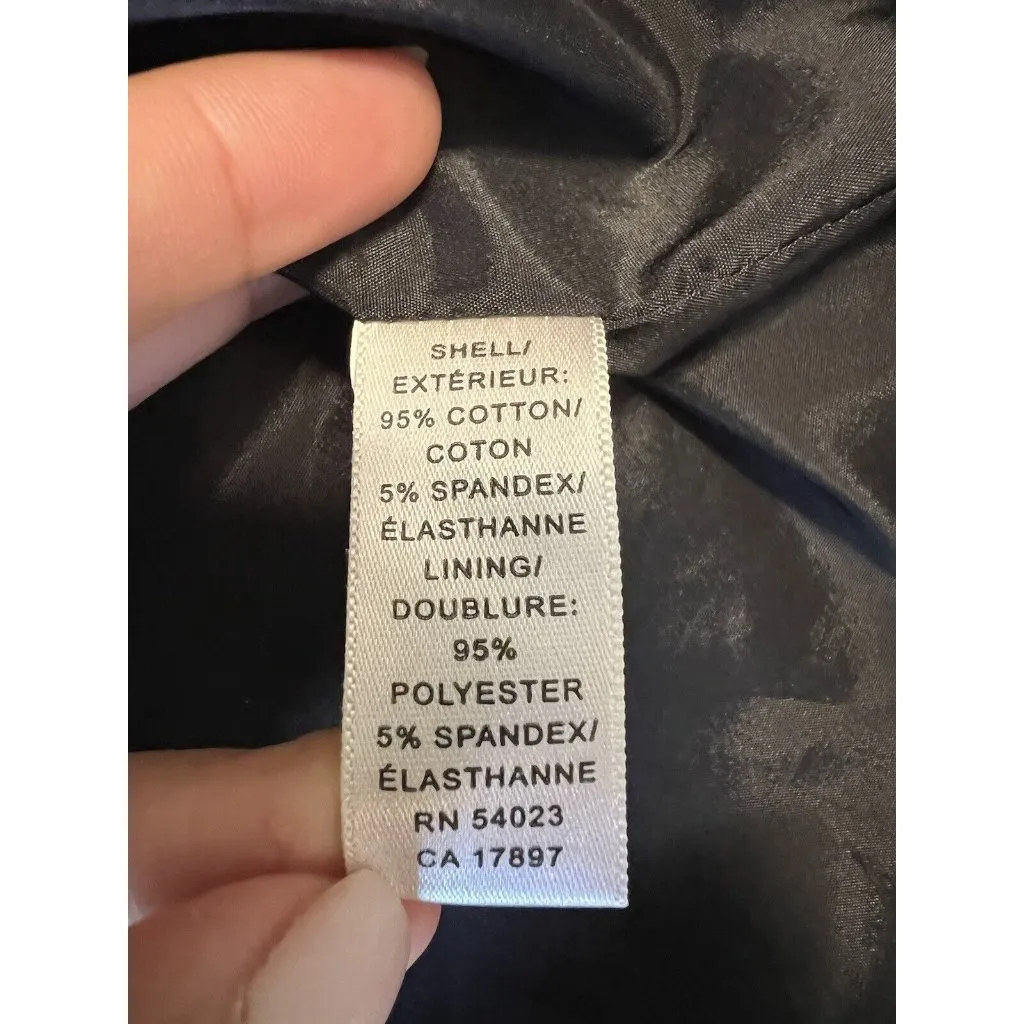 SHELL/
EXTÉRIEUR:
95% COTTON/
COTON
5% SPANDEX/
ÉLASTHANNE
LINING/
DOUBLURE:
95%
POLYESTER
5% SPANDEX/
ÉLASTHANNE
RN 54023
CA 17897